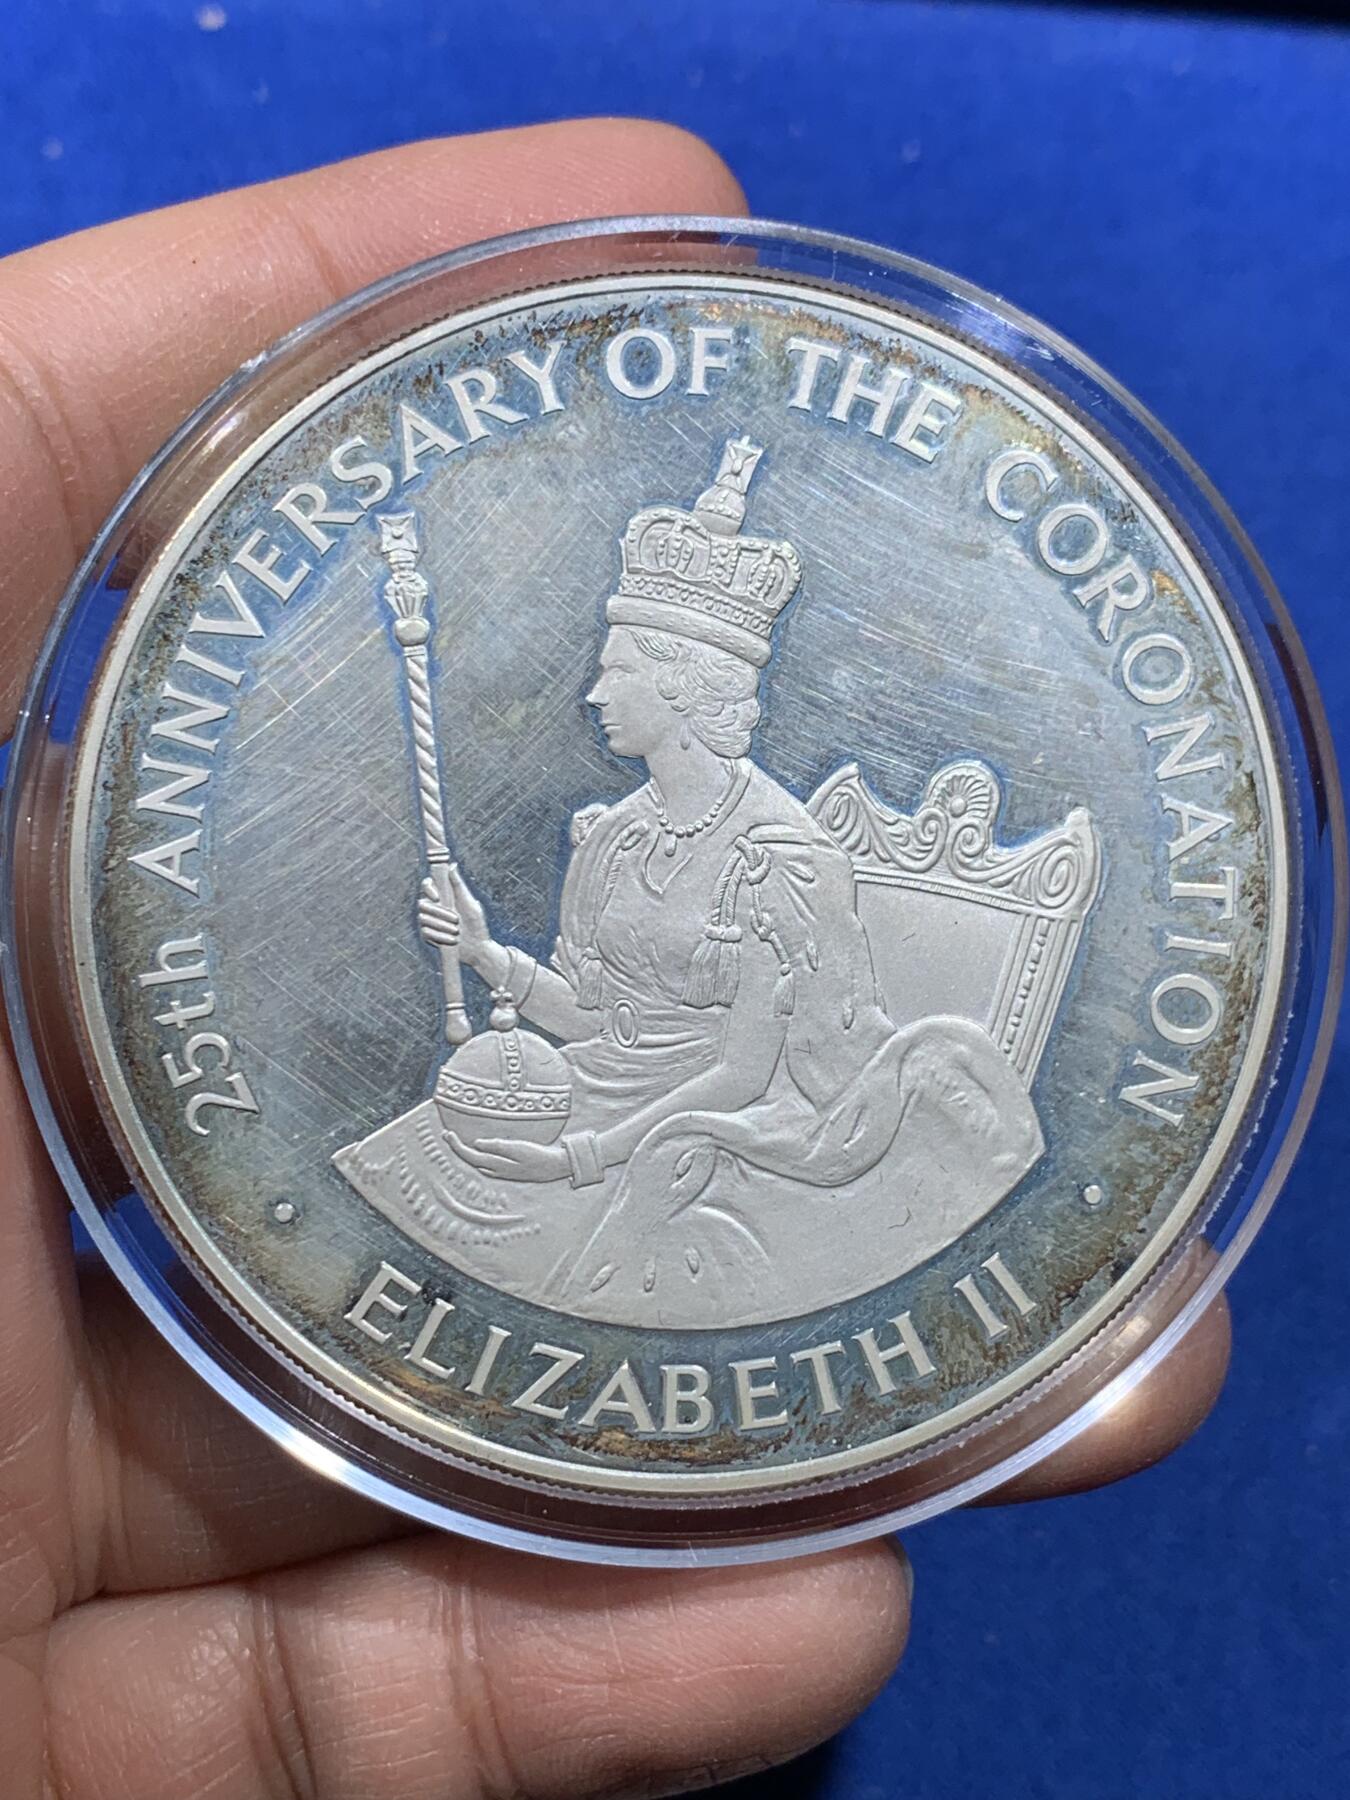 25th ANNIVERSARY OF THE CORONATION
ELIZABETH II